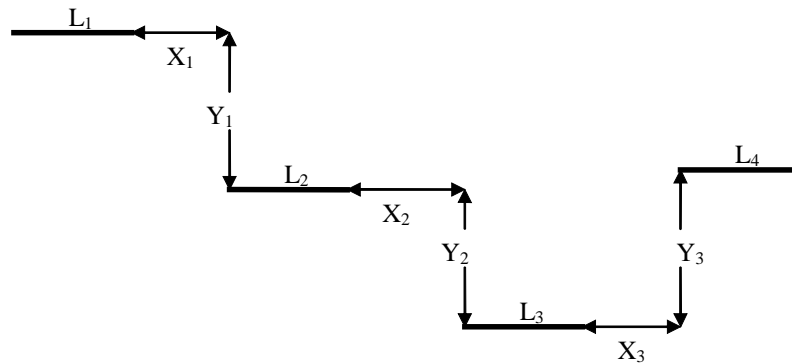 L₁
X₁
Y₁
L₂
X₂
Y₂
L₃
X₃
Y₃
L₄